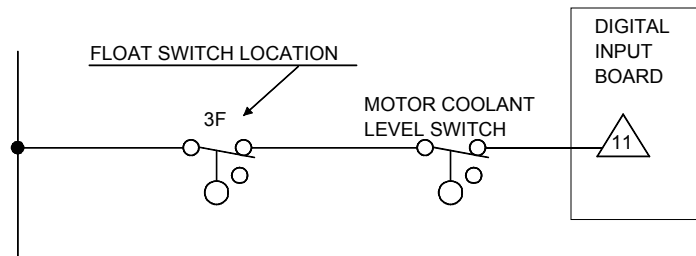 DIGITAL
INPUT
BOARD
FLOAT SWITCH LOCATION
3F
MOTOR COOLANT
LEVEL SWITCH
11